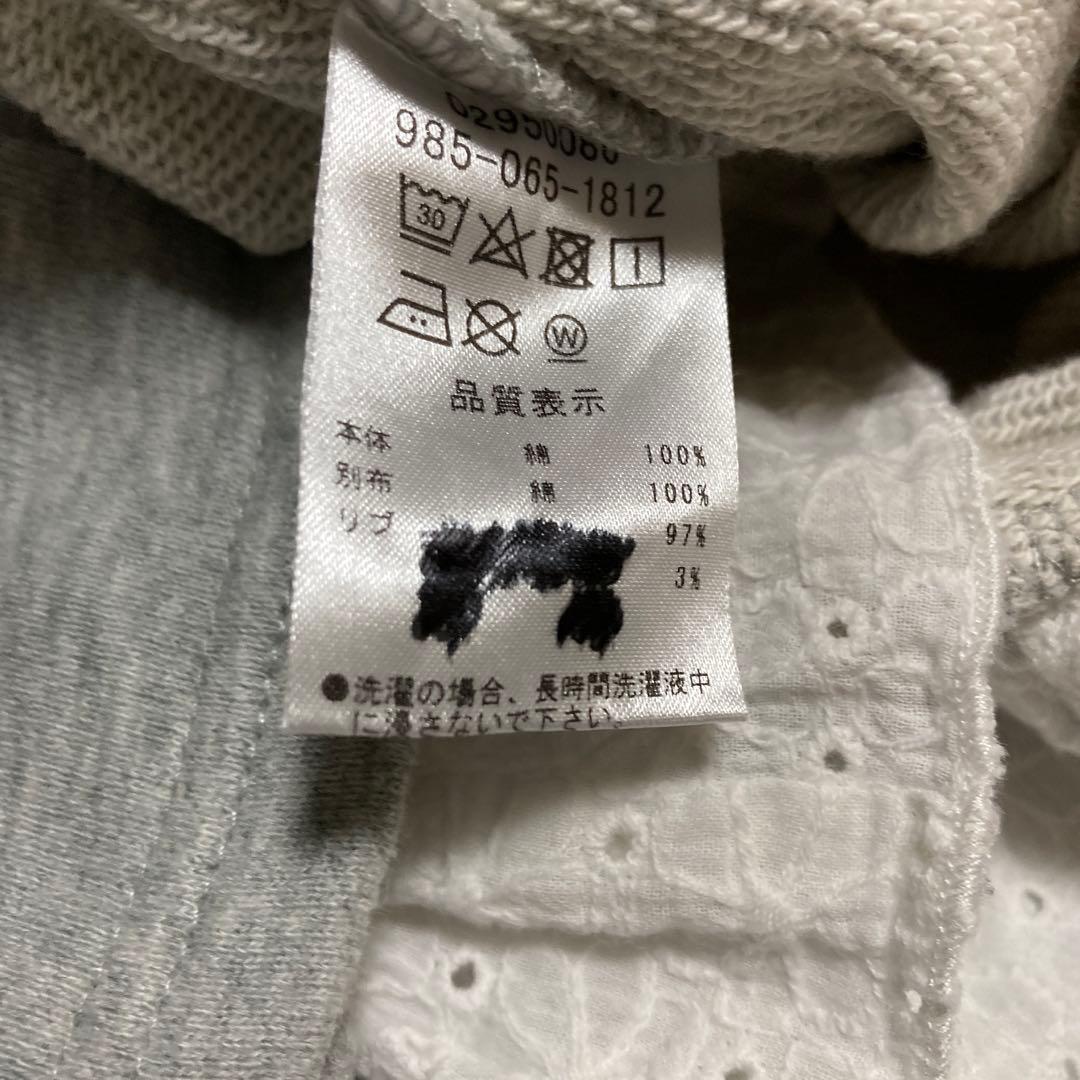 985-065-1812
30
W
品質表示
本体 綿 100%
別布 綿 100%
リブ 97%
3%
●洗濯の場合、長時間洗濯液中
に浸さないで下さい。